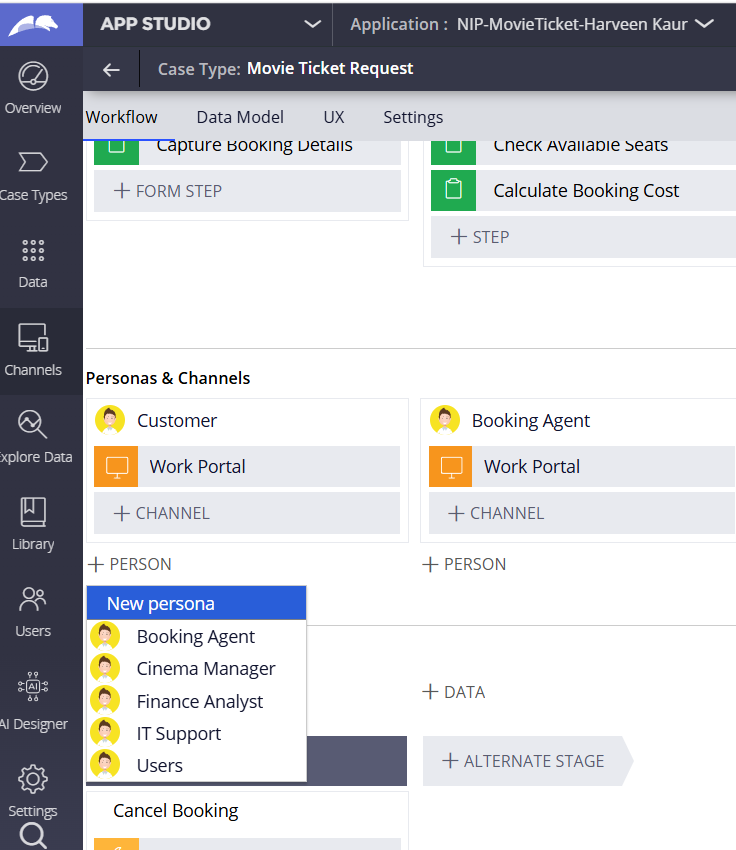 APP STUDIO
Application : NIP-MovieTicket-Harveen Kaur
Case Type: Movie Ticket Request
Workflow Data Model UX Settings
Overview
Case Types
Data
Channels
Explore Data
Library
Users
AI Designer
Settings
Capture Booking Details
FORM STEP
Check Available Seats
Calculate Booking Cost
STEP
Personas & Channels
Customer
Work Portal
CHANNEL
PERSON
Booking Agent
Work Portal
CHANNEL
PERSON
New persona
Booking Agent
Cinema Manager
Finance Analyst
IT Support
Users
DATA
ALTERNATE STAGE
Cancel Booking